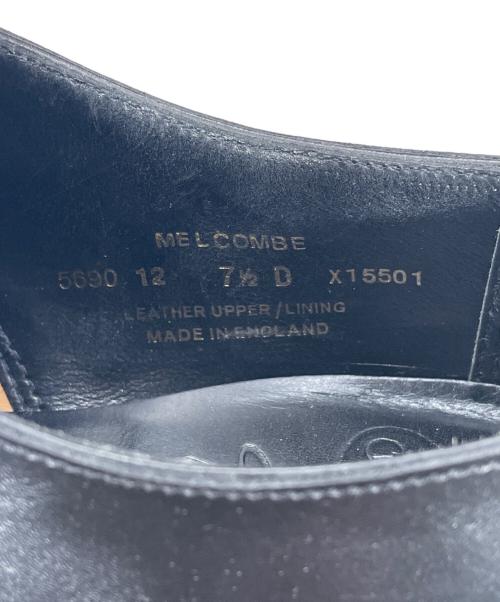 MELCOMBE
5690 12 7½ D X15501
LEATHER UPPER/LINING
MADE IN ENGLAND